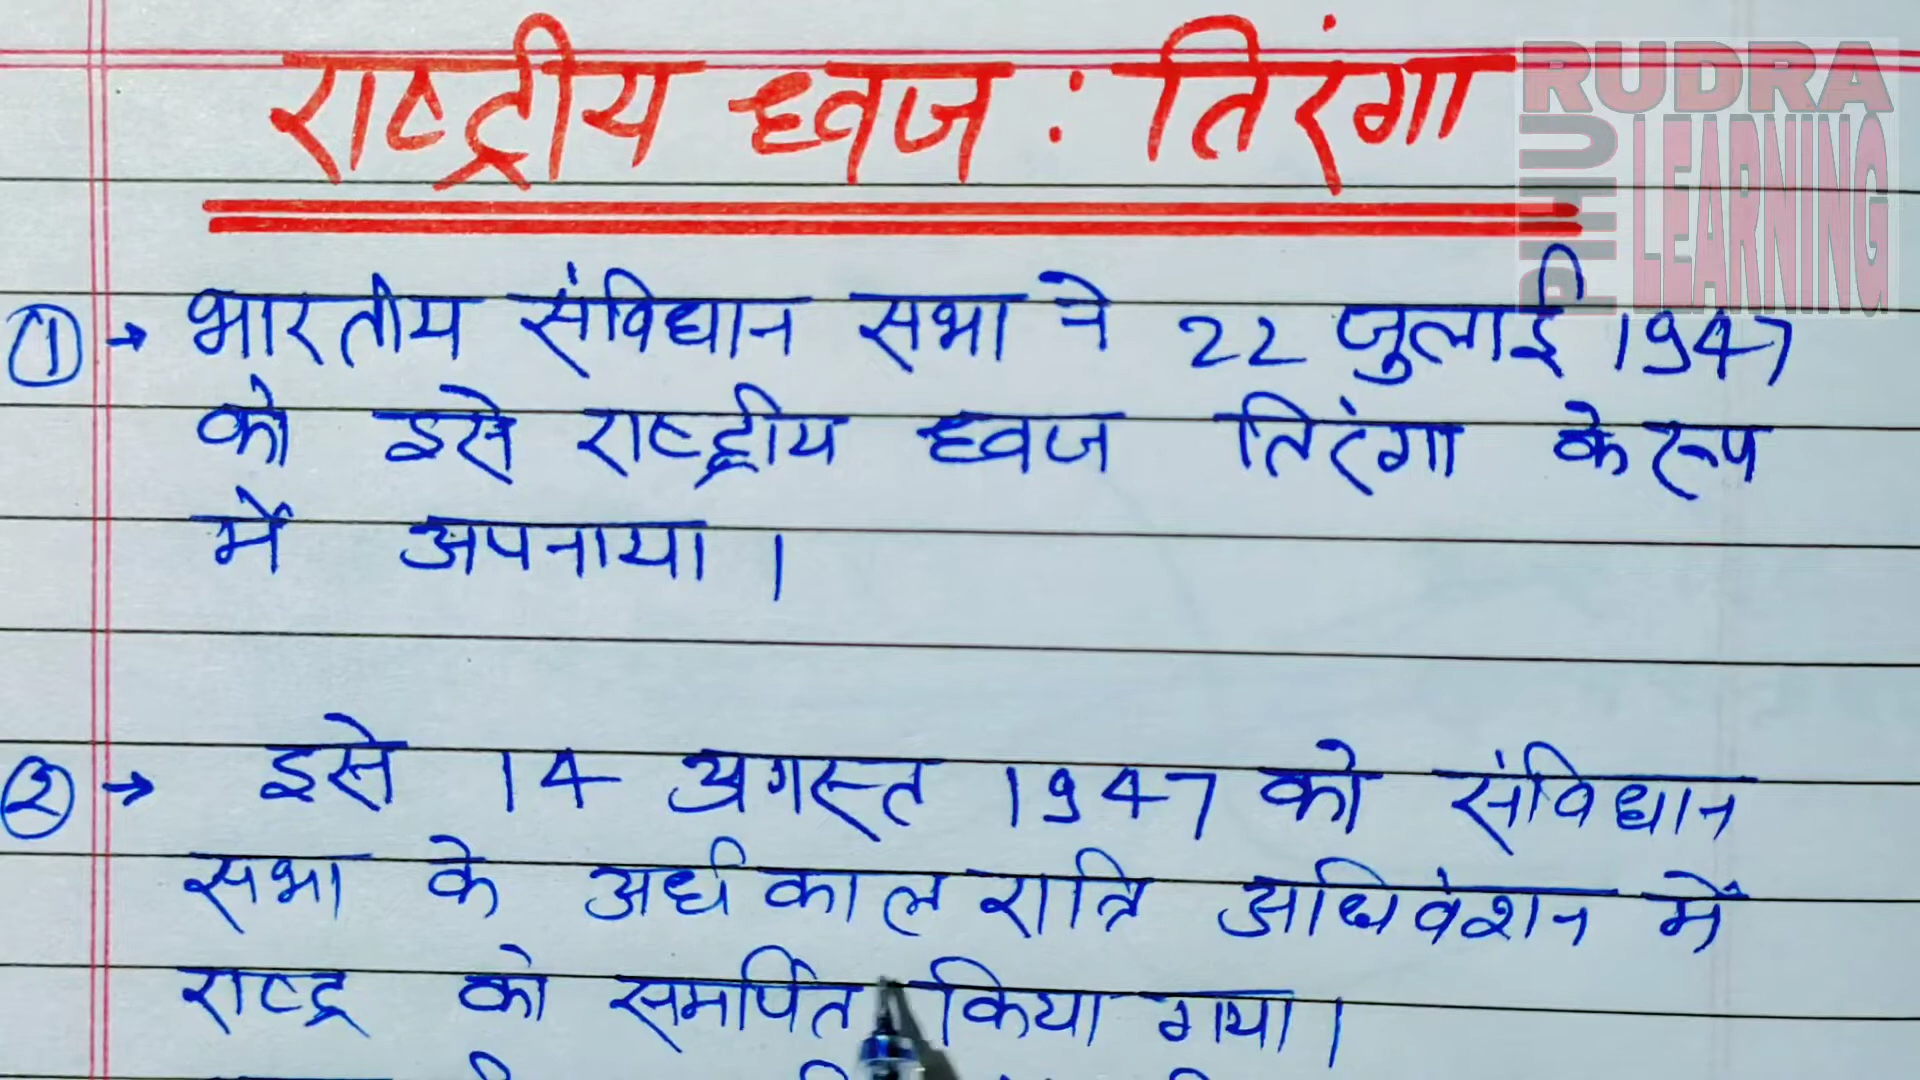 राष्ट्रीय ध्वज : तिरंगा
RUDRA
PHU
LEARNING
① → भारतीय संविधान सभा ने 22 जुलाई 1947
को इसे राष्ट्रीय ध्वज तिरंगा के रूप
में अपनाया।
② → इसे 14 अगस्त 1947 को संविधान
सभा के अर्ध काल रात्रि अधिवेशन में
राष्ट्र को समर्पित किया गया।